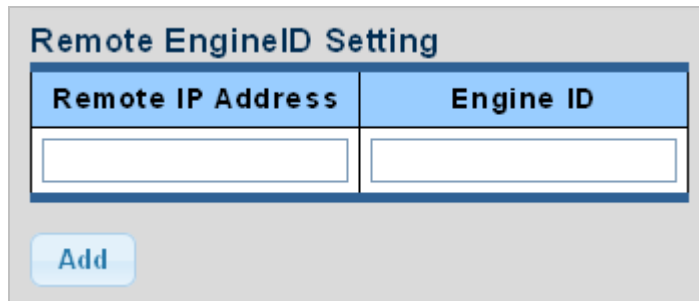 Remote EngineID Setting
Remote IP Address Engine ID
Add